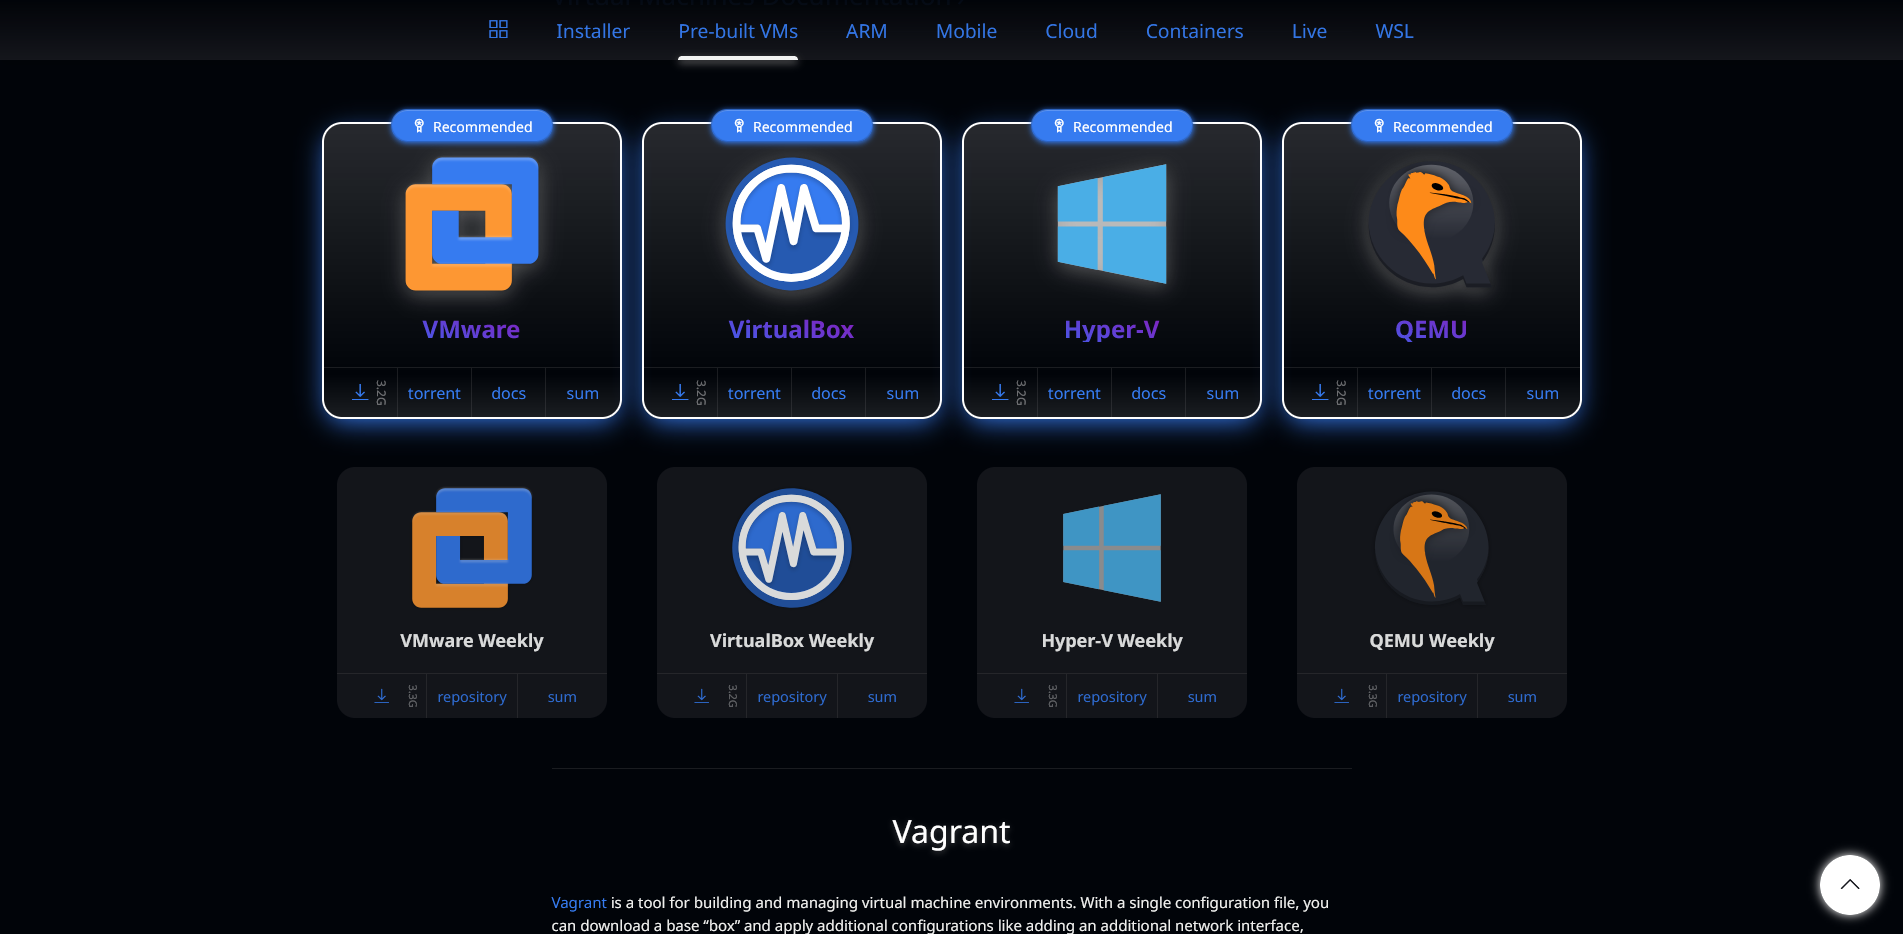 Virtual Machines Documentation
Installer
Pre-built VMs
ARM
Mobile
Cloud
Containers
Live
WSL
Recommended
VMware
3.2G
torrent
docs
sum
Recommended
VirtualBox
3.2G
torrent
docs
sum
Recommended
Hyper-V
3.2G
torrent
docs
sum
Recommended
QEMU
3.2G
torrent
docs
sum
VMware Weekly
3.3G
repository
sum
VirtualBox Weekly
3.2G
repository
sum
Hyper-V Weekly
3.3G
repository
sum
QEMU Weekly
3.3G
repository
sum
Vagrant
Vagrant is a tool for building and managing virtual machine environments. With a single configuration file, you
can download a base “box” and apply additional configurations like adding an additional network interface,